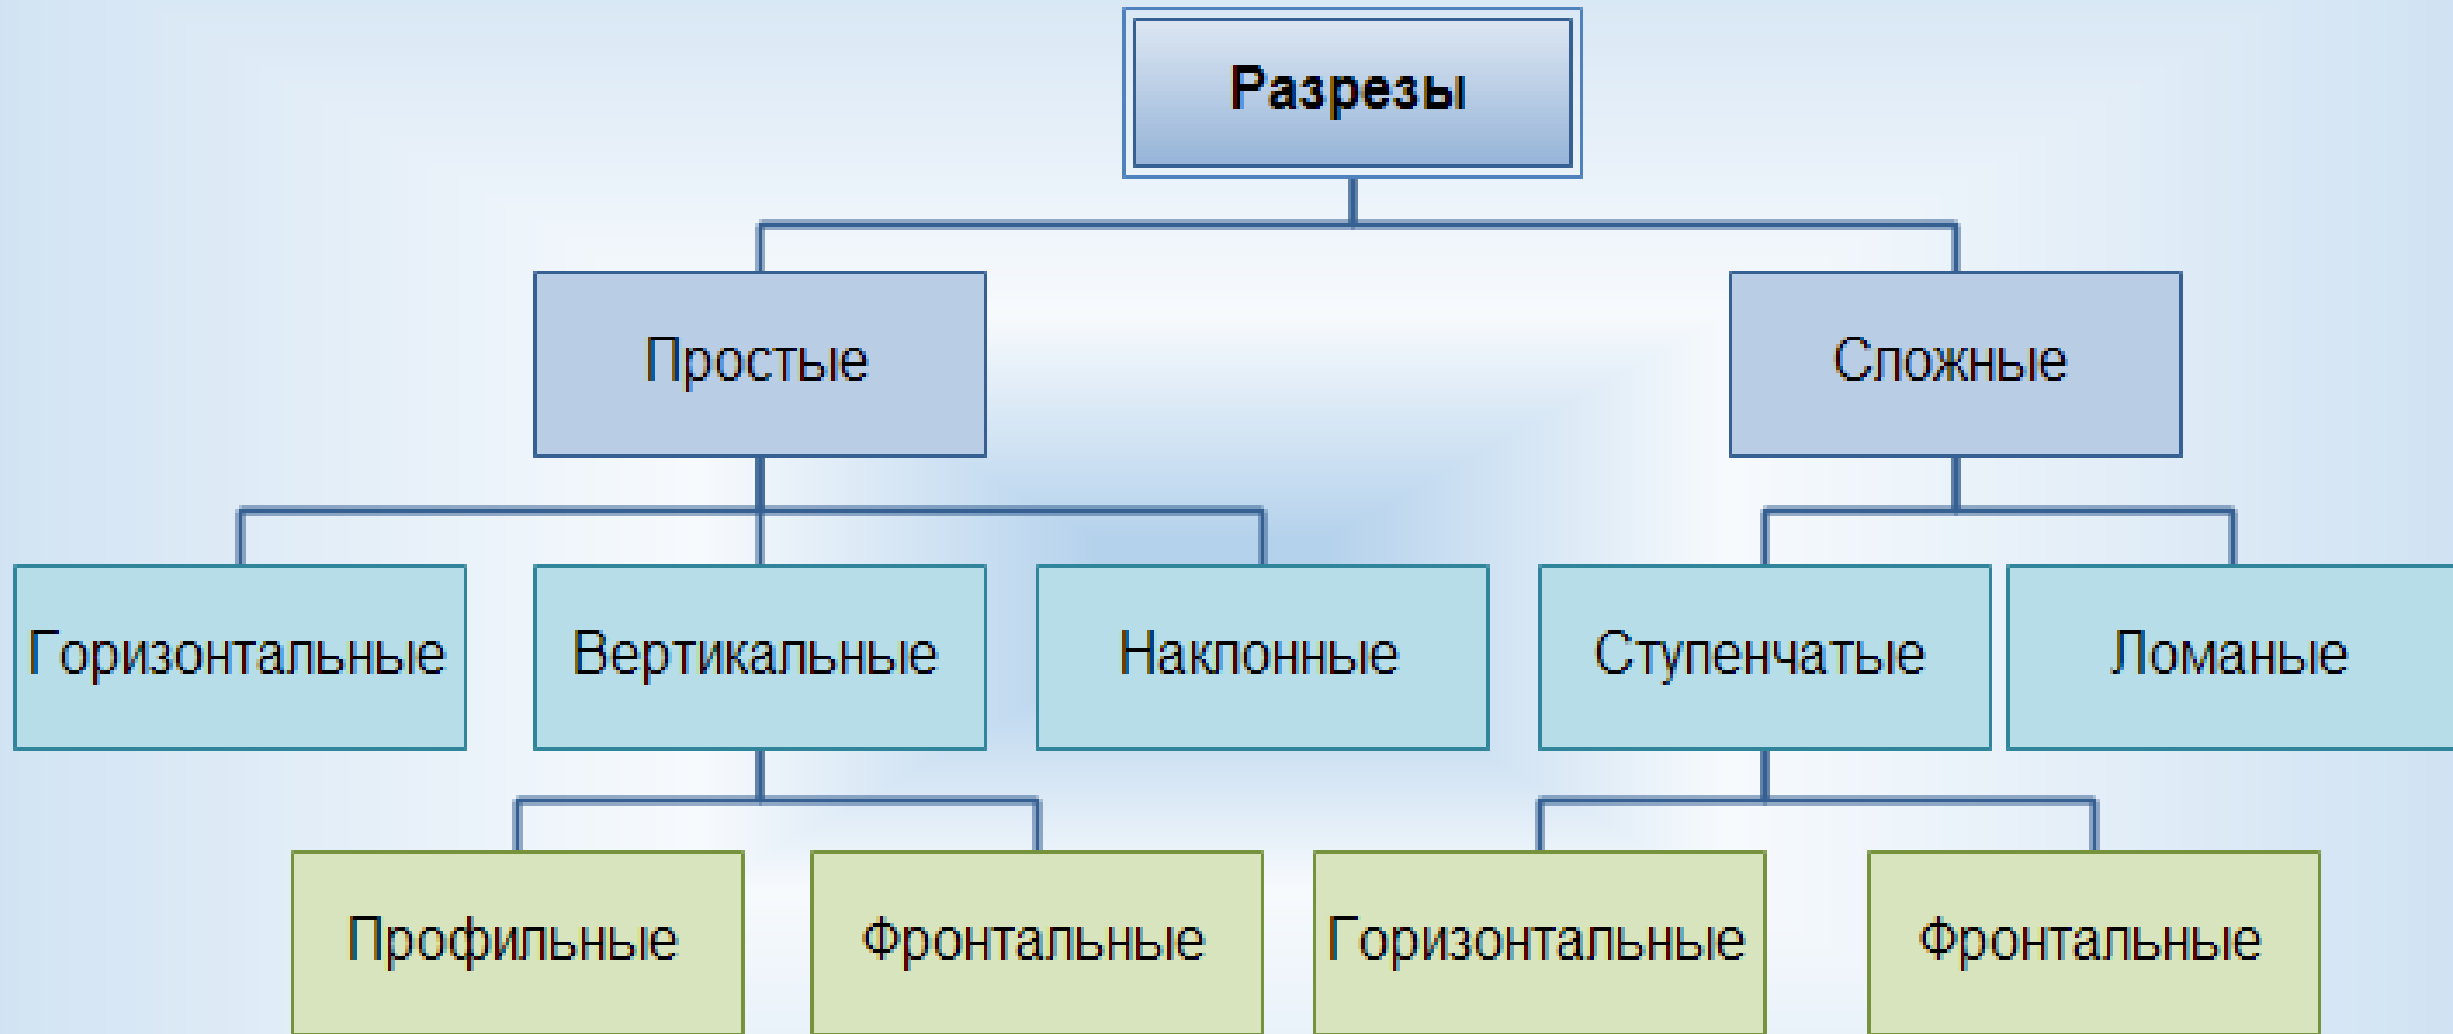 Разрезы
Простые
Сложные
Горизонтальные
Вертикальные
Наклонные
Ступенчатые
Ломаные
Профильные
Фронтальные
Горизонтальные
Фронтальные